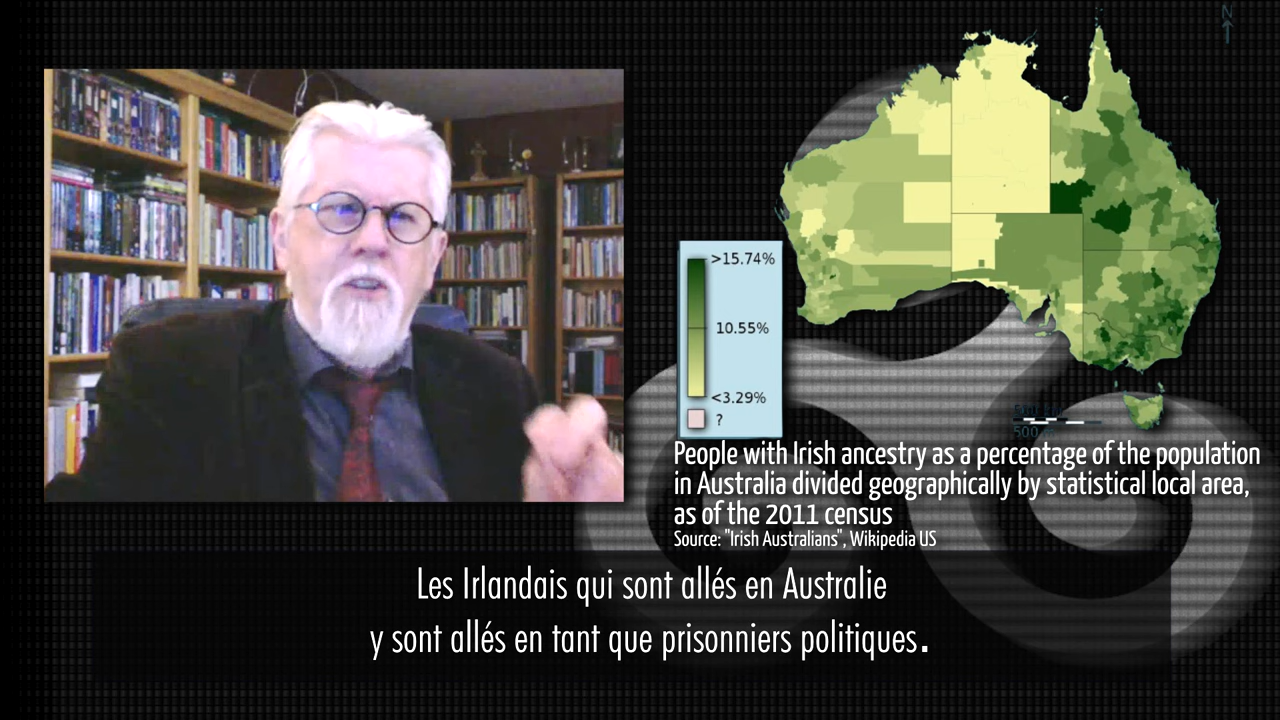 N
>15.74%
10.55%
<3.29%
?
500
People with Irish ancestry as a percentage of the population
in Australia divided geographically by statistical local area,
as of the 2011 census
Source: "Irish Australians", Wikipedia US
Les Irlandais qui sont allés en Australie
y sont allés en tant que prisonniers politiques.